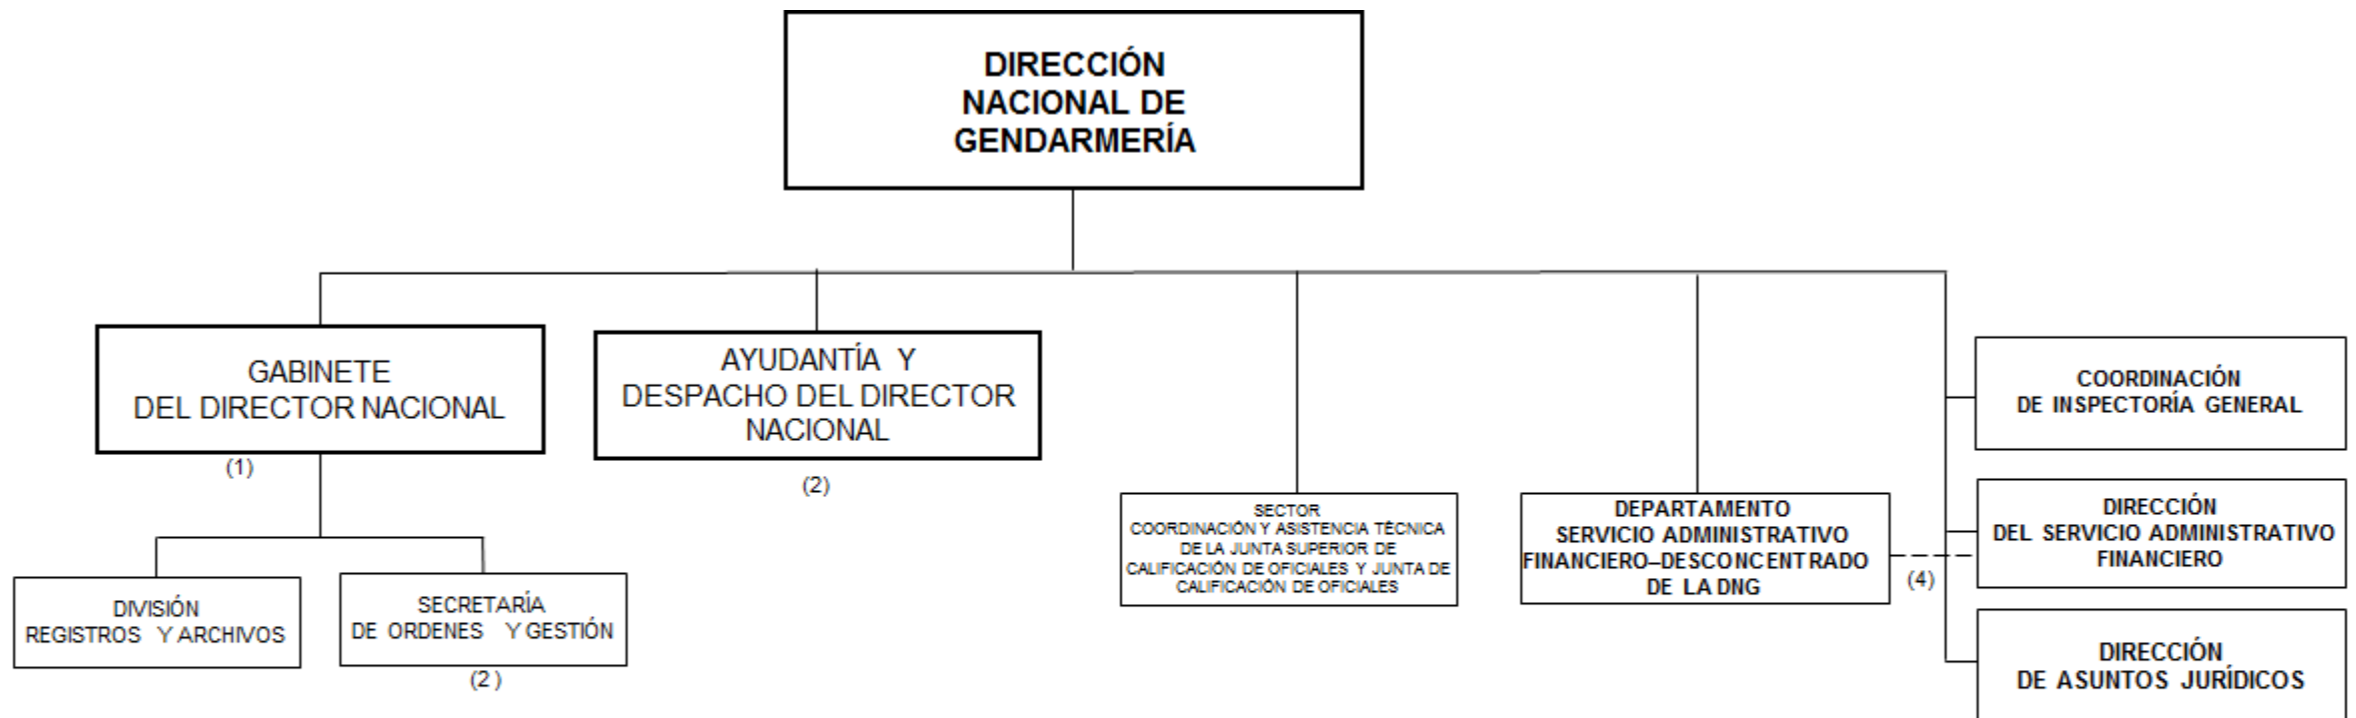 DIRECCIÓN
NACIONAL DE
GENDARMERÍA
GABINETE
DEL DIRECTOR NACIONAL
(1)
AYUDANTÍA Y
DESPACHO DEL DIRECTOR
NACIONAL
(2)
COORDINACIÓN
DE INSPECTORÍA GENERAL
SECTOR
COORDINACIÓN Y ASISTENCIA TÉCNICA
DE LA JUNTA SUPERIOR DE
CALIFICACIÓN DE OFICIALES Y JUNTA DE
CALIFICACIÓN DE OFICIALES
DEPARTAMENTO
SERVICIO ADMINISTRATIVO
FINANCIERO–DESCONCENTRADO
DE LA DNG
(4)
DIRECCIÓN
DEL SERVICIO ADMINISTRATIVO
FINANCIERO
DIVISIÓN
REGISTROS Y ARCHIVOS
SECRETARÍA
DE ORDENES Y GESTIÓN
(2)
DIRECCIÓN
DE ASUNTOS JURÍDICOS